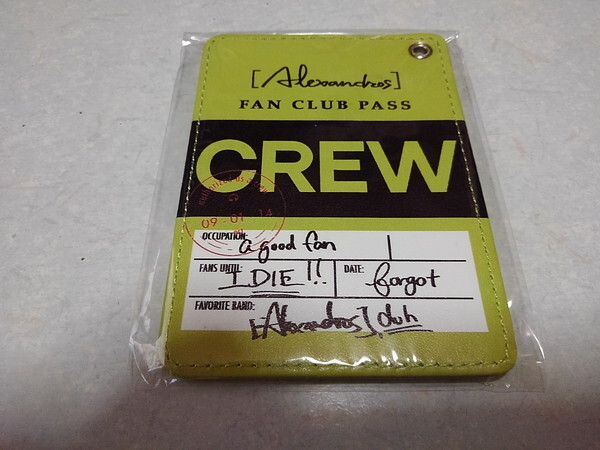 [Alexandros]
FAN CLUB PASS
CREW
09 - 01 - 14
OCCUPATION: a good fan
FANS UNTIL: I DIE!! DATE: forgot
FAVORITE BAND: [Alexandros], duh